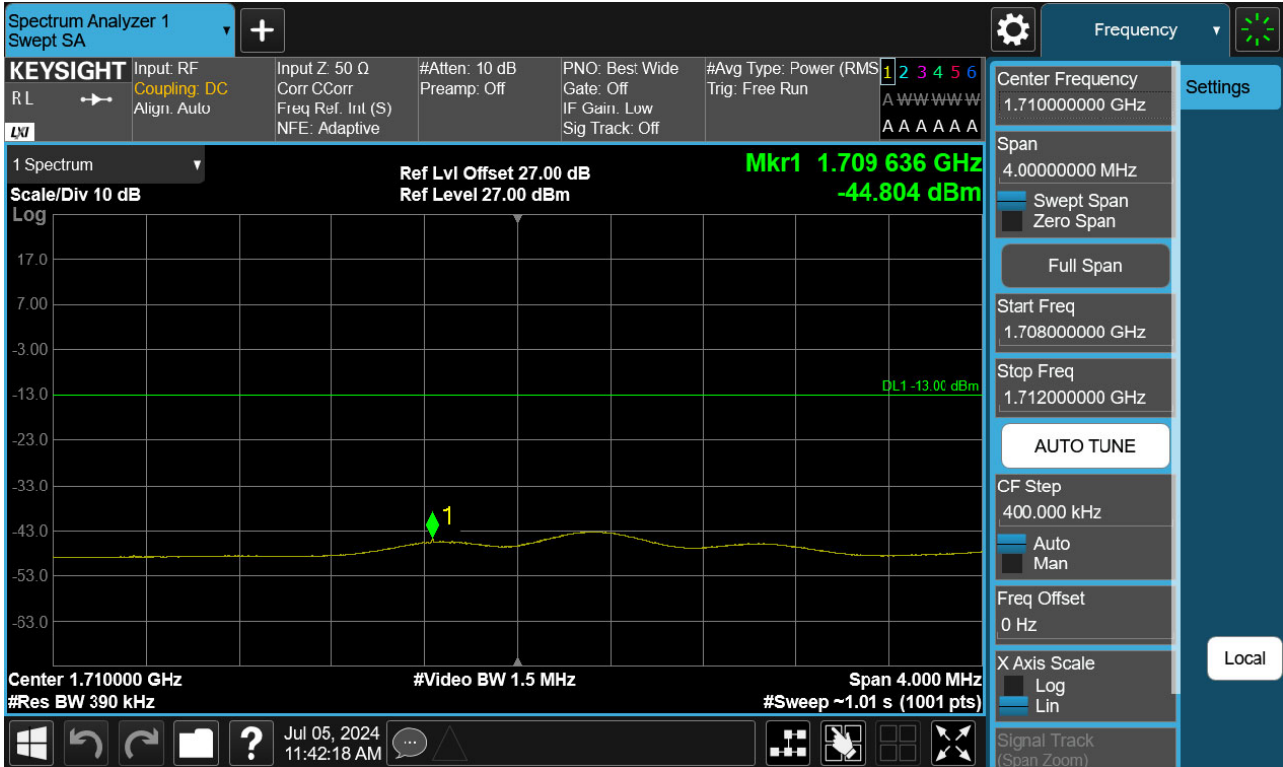 Spectrum Analyzer 1
Swept SA
Frequency
KEYSIGHT
RL
LXI
Input: RF
Coupling: DC
Align: Auto
Input Z: 50 Ω
Corr CCorr
Freq Ref: Int (S)
NFE: Adaptive
#Atten: 10 dB
Preamp: Off
PNO: Best Wide
Gate: Off
IF Gain: Low
Sig Track: Off
#Avg Type: Power (RMS
Trig: Free Run
1 2 3 4 5 6
A W W W W W
A A A A A A
1 Spectrum
Scale/Div 10 dB
Log
Ref Lvl Offset 27.00 dB
Ref Level 27.00 dBm
Mkr1 1.709 636 GHz
-44.804 dBm
17.0
7.00
-3.00
-13.0
DL1 -13.00 dBm
-23.0
-33.0
-43.0
1
-53.0
-63.0
Center 1.710000 GHz
#Res BW 390 kHz
#Video BW 1.5 MHz
Span 4.000 MHz
#Sweep ~1.01 s (1001 pts)
Center Frequency
1.710000000 GHz
Settings
Span
4.00000000 MHz
Swept Span
Zero Span
Full Span
Start Freq
1.708000000 GHz
Stop Freq
1.712000000 GHz
AUTO TUNE
CF Step
400.000 kHz
Auto
Man
Freq Offset
0 Hz
X Axis Scale
Log
Lin
Local
Signal Track
(Span Zoom)
?
Jul 05, 2024
11:42:18 AM